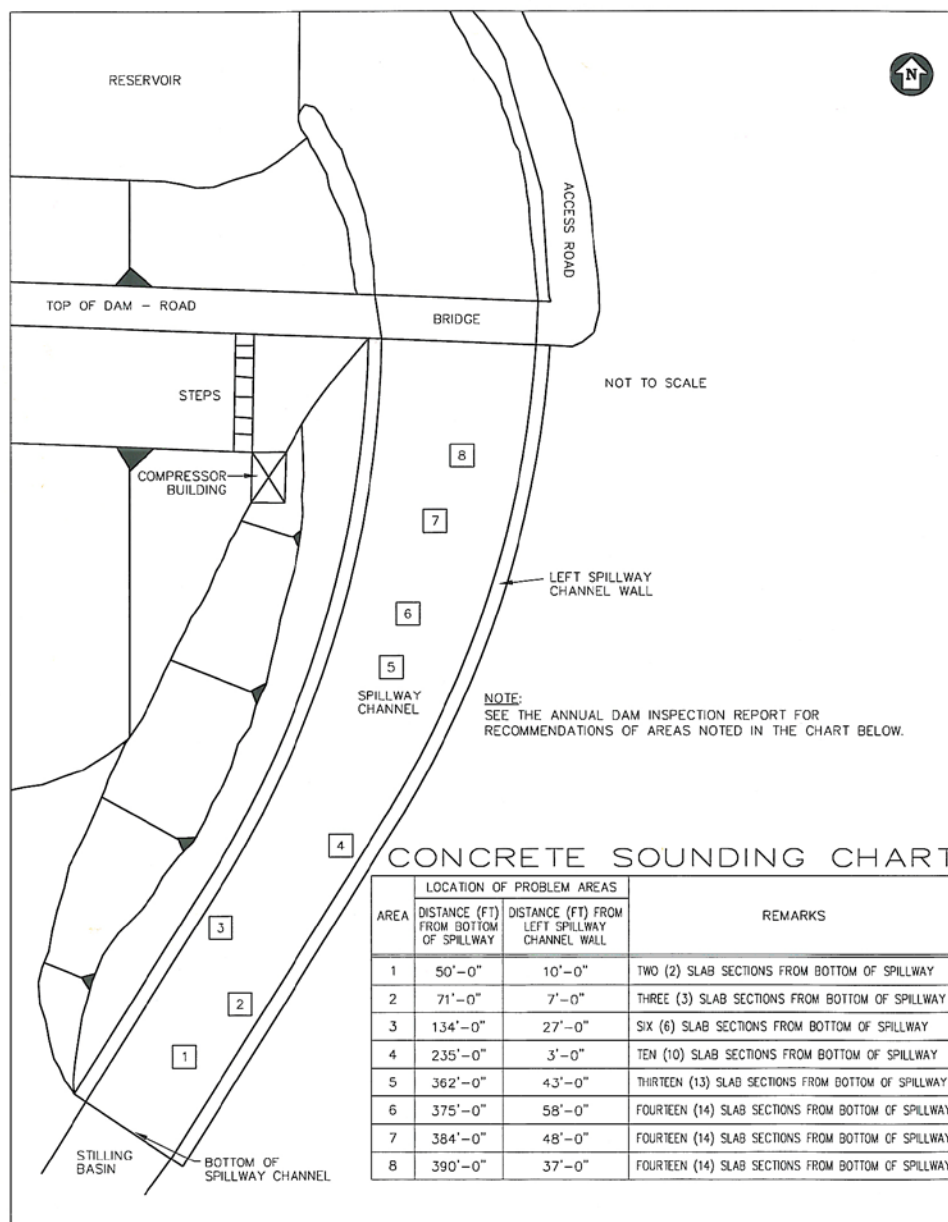 RESERVOIR
N
ACCESS ROAD
TOP OF DAM – ROAD
BRIDGE
STEPS
NOT TO SCALE
8
COMPRESSOR
BUILDING
7
LEFT SPILLWAY
CHANNEL WALL
6
5
SPILLWAY
CHANNEL
NOTE:
SEE THE ANNUAL DAM INSPECTION REPORT FOR
RECOMMENDATIONS OF AREAS NOTED IN THE CHART BELOW.
4
3
2
1
STILLING
BASIN
BOTTOM OF
SPILLWAY CHANNEL
CONCRETE SOUNDING CHART
LOCATION OF PROBLEM AREAS
AREA
DISTANCE (FT)
FROM BOTTOM
OF SPILLWAY
DISTANCE (FT) FROM
LEFT SPILLWAY
CHANNEL WALL
REMARKS
1 50'-0" 10'-0" TWO (2) SLAB SECTIONS FROM BOTTOM OF SPILLWAY
2 71'-0" 7'-0" THREE (3) SLAB SECTIONS FROM BOTTOM OF SPILLWAY
3 134'-0" 27'-0" SIX (6) SLAB SECTIONS FROM BOTTOM OF SPILLWAY
4 235'-0" 3'-0" TEN (10) SLAB SECTIONS FROM BOTTOM OF SPILLWAY
5 362'-0" 43'-0" THIRTEEN (13) SLAB SECTIONS FROM BOTTOM OF SPILLWAY
6 375'-0" 58'-0" FOURTEEN (14) SLAB SECTIONS FROM BOTTOM OF SPILLWAY
7 384'-0" 48'-0" FOURTEEN (14) SLAB SECTIONS FROM BOTTOM OF SPILLWAY
8 390'-0" 37'-0" FOURTEEN (14) SLAB SECTIONS FROM BOTTOM OF SPILLWAY